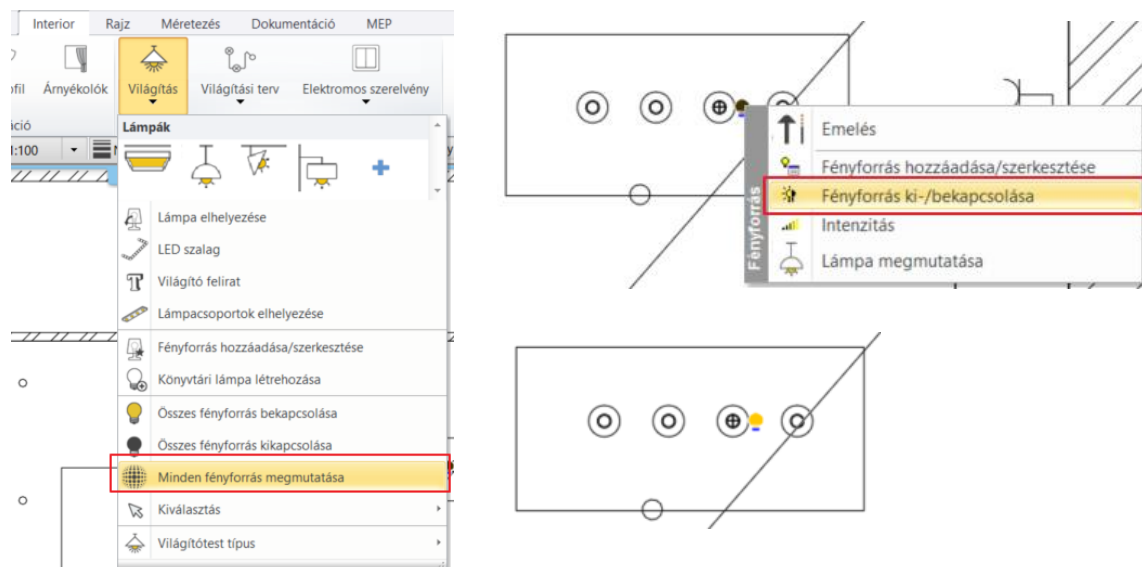 Interior Rajz Méretezés Dokumentáció MEP
Árnyékolók Világítás Világítási terv Elektromos szerelvény
Lámpák
Lámpa elhelyezése
LED szalag
Világító felirat
Lámpacsoportok elhelyezése
Fényforrás hozzáadása/szerkesztése
Könyvtári lámpa létrehozása
Összes fényforrás bekapcsolása
Összes fényforrás kikapcsolása
Minden fényforrás megmutatása
Kiválasztás
Világítótest típus
Fényforrás
Emelés
Fényforrás hozzáadása/szerkesztése
Fényforrás ki-/bekapcsolása
Intenzitás
Lámpa megmutatása